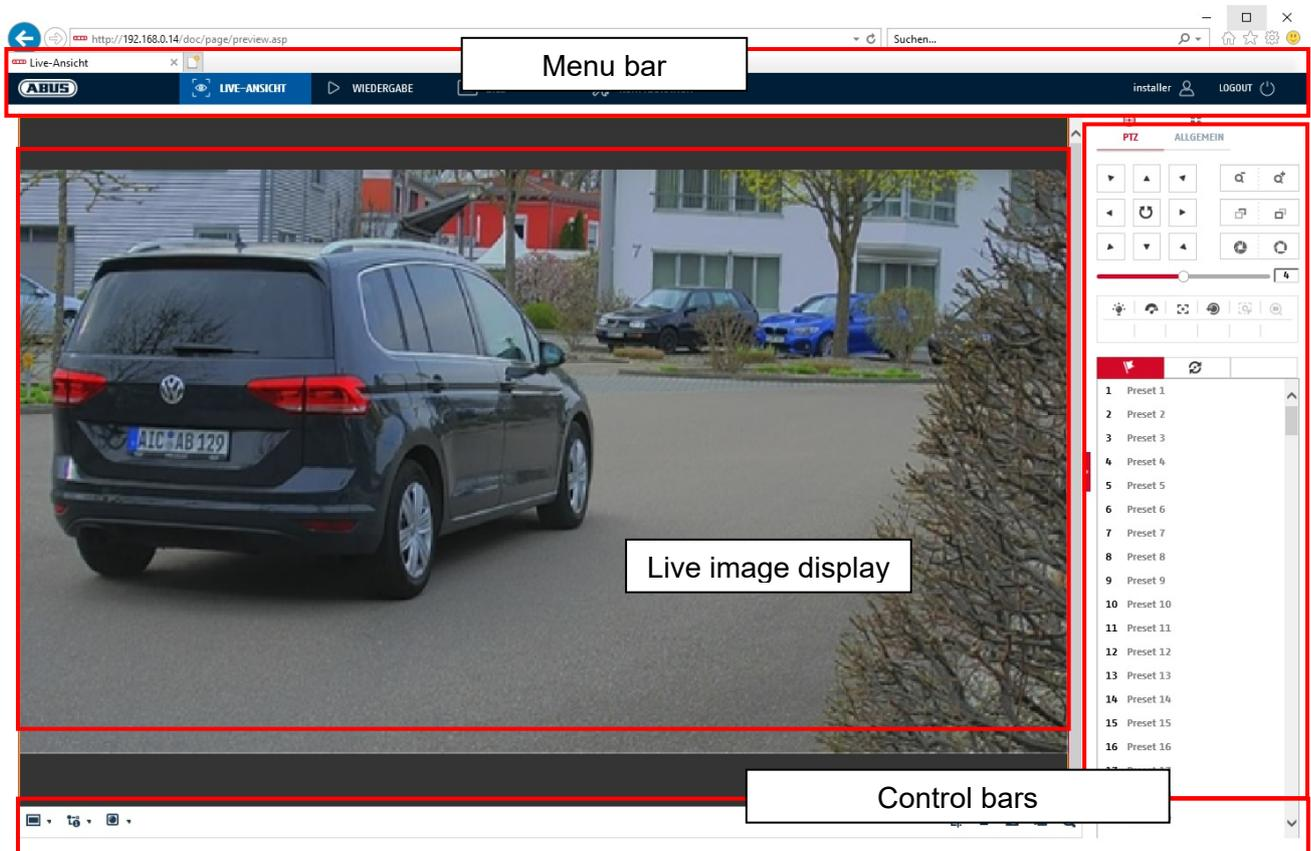 http://192.168.0.14/doc/page/preview.asp
Suchen...
Live-Ansicht
Menu bar
ABUS
LIVE-ANSICHT
WIEDERGABE
installer
LOGOUT
PTZ
ALLGEMEIN
4
7
AIC AB 129
Live image display
1 Preset 1
2 Preset 2
3 Preset 3
4 Preset 4
5 Preset 5
6 Preset 6
7 Preset 7
8 Preset 8
9 Preset 9
10 Preset 10
11 Preset 11
12 Preset 12
13 Preset 13
14 Preset 14
15 Preset 15
16 Preset 16
Control bars